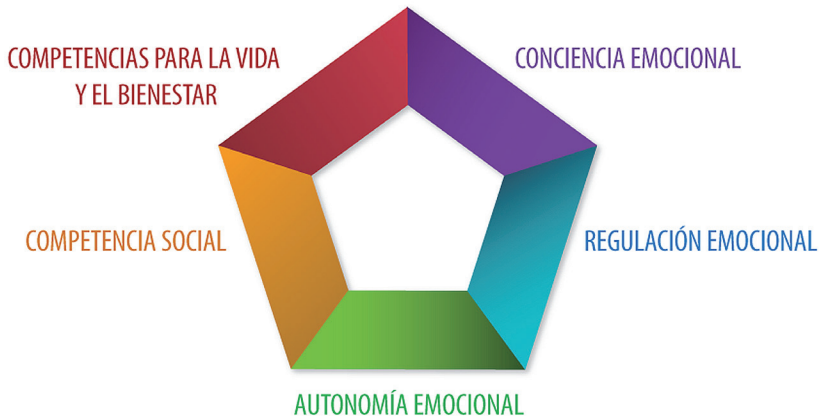 COMPETENCIAS PARA LA VIDA
Y EL BIENESTAR
CONCIENCIA EMOCIONAL
COMPETENCIA SOCIAL
REGULACIÓN EMOCIONAL
AUTONOMÍA EMOCIONAL